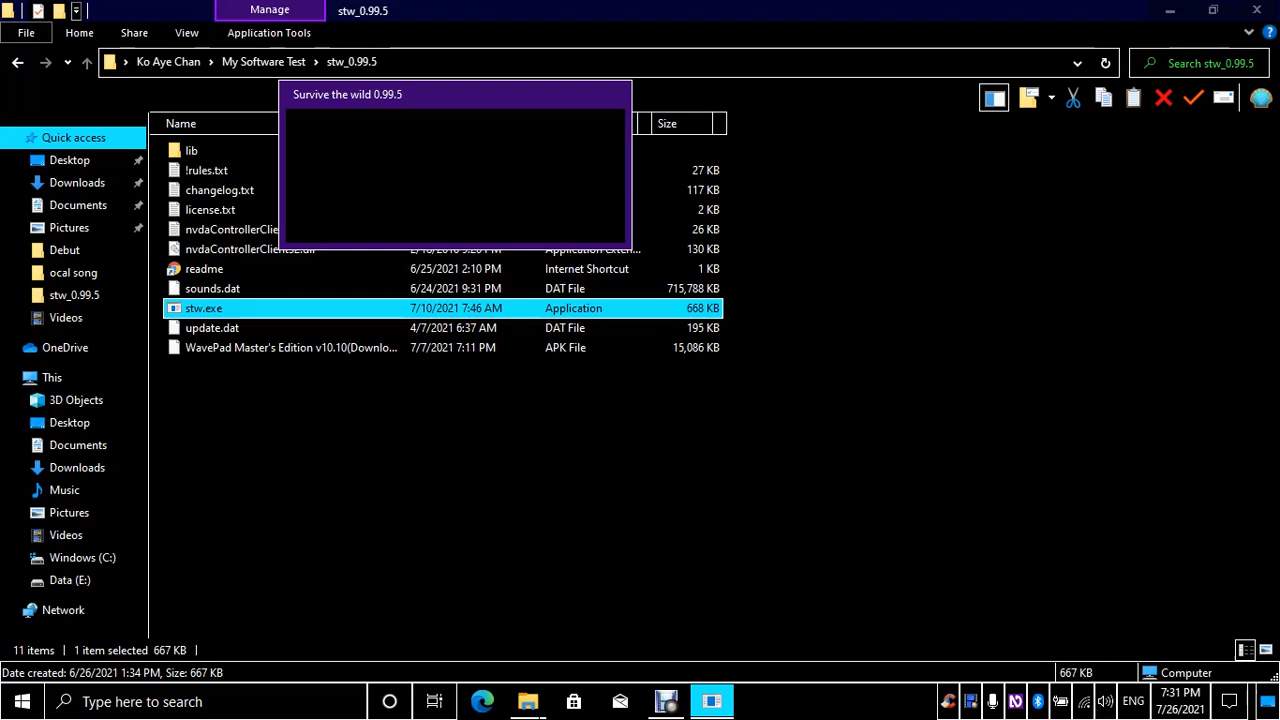 Manage
stw_0.99.5
File
Home
Share
View
Application Tools
Ko Aye Chan
My Software Test
stw_0.99.5
Search stw_0.99.5
Survive the wild 0.99.5
Name
Size
Quick access
Desktop
Downloads
Documents
Pictures
Debut
ocal song
stw_0.99.5
Videos
OneDrive
This
3D Objects
Desktop
Documents
Downloads
Music
Pictures
Videos
Windows (C:)
Data (E:)
Network
lib
!rules.txt 27 KB
changelog.txt 117 KB
license.txt 2 KB
nvdaControllerClie 26 KB
130 KB
readme 6/25/2021 2:10 PM Internet Shortcut 1 KB
sounds.dat 6/24/2021 9:31 PM DAT File 715,788 KB
stw.exe 7/10/2021 7:46 AM Application 668 KB
update.dat 4/7/2021 6:37 AM DAT File 195 KB
WavePad Master's Edition v10.10(Downlo... 7/7/2021 7:11 PM APK File 15,086 KB
11 items 1 item selected 667 KB
Date created: 6/26/2021 1:34 PM, Size: 667 KB
667 KB
Computer
Type here to search
ENG
7:31 PM
7/26/2021